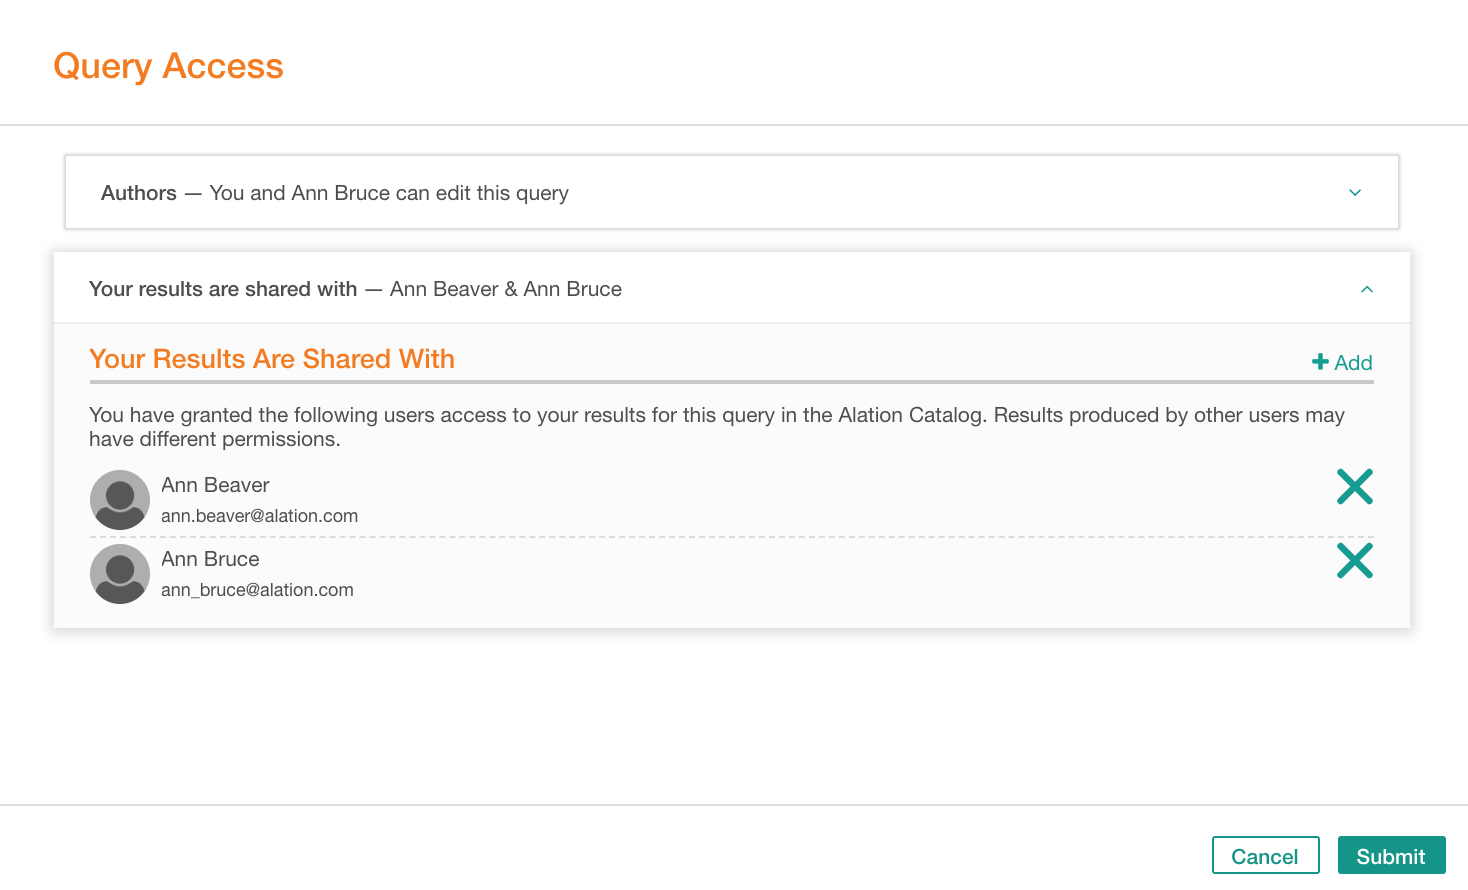 Query Access
Authors — You and Ann Bruce can edit this query
Your results are shared with — Ann Beaver & Ann Bruce
Your Results Are Shared With
Add
You have granted the following users access to your results for this query in the Alation Catalog. Results produced by other users may
have different permissions.
Ann Beaver
ann.beaver@alation.com
Ann Bruce
ann_bruce@alation.com
Cancel
Submit